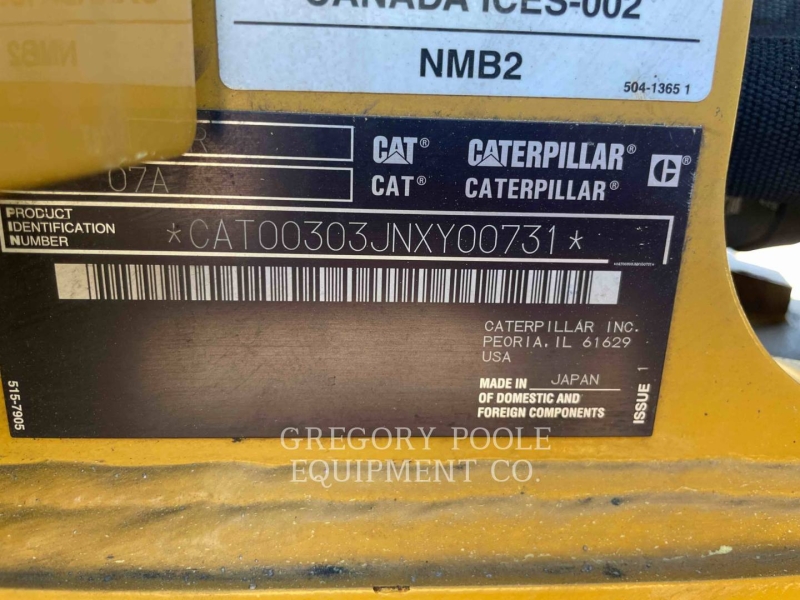 CANADA ICES-002
NMB2
504-1365 1
R
07A
CAT® CATERPILLAR®
CAT® CATERPILLAR®
PRODUCT
IDENTIFICATION
NUMBER
*CAT00303JNXY00731*
CATERPILLAR INC.
PEORIA, IL 61629
USA
MADE IN JAPAN
OF DOMESTIC AND
FOREIGN COMPONENTS
ISSUE 1
515-7905
GREGORY POOLE
EQUIPMENT CO.